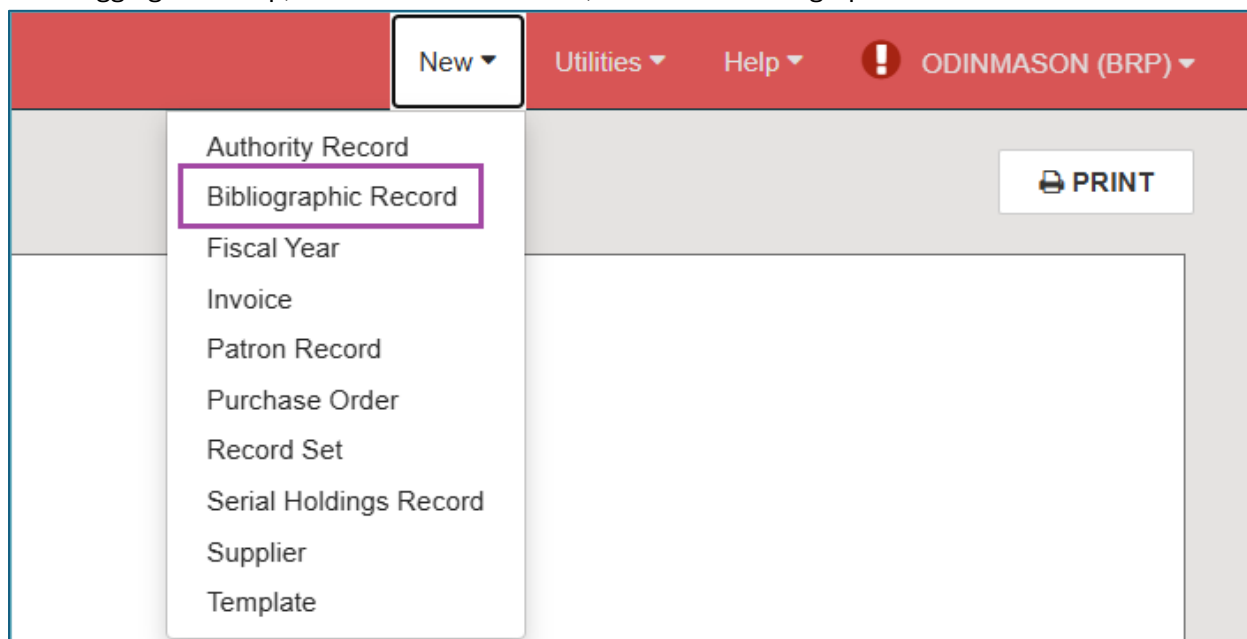 New Utilities Help ! ODINMASON (BRP)
Authority Record
PRINT
Bibliographic Record
Fiscal Year
Invoice
Patron Record
Purchase Order
Record Set
Serial Holdings Record
Supplier
Template